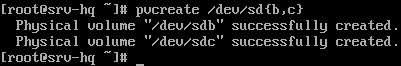 [root@srv-hq ~]# pvcreate /dev/sd{b,c}
  Physical volume "/dev/sdb" successfully created.
  Physical volume "/dev/sdc" successfully created.
[root@srv-hq ~]# _